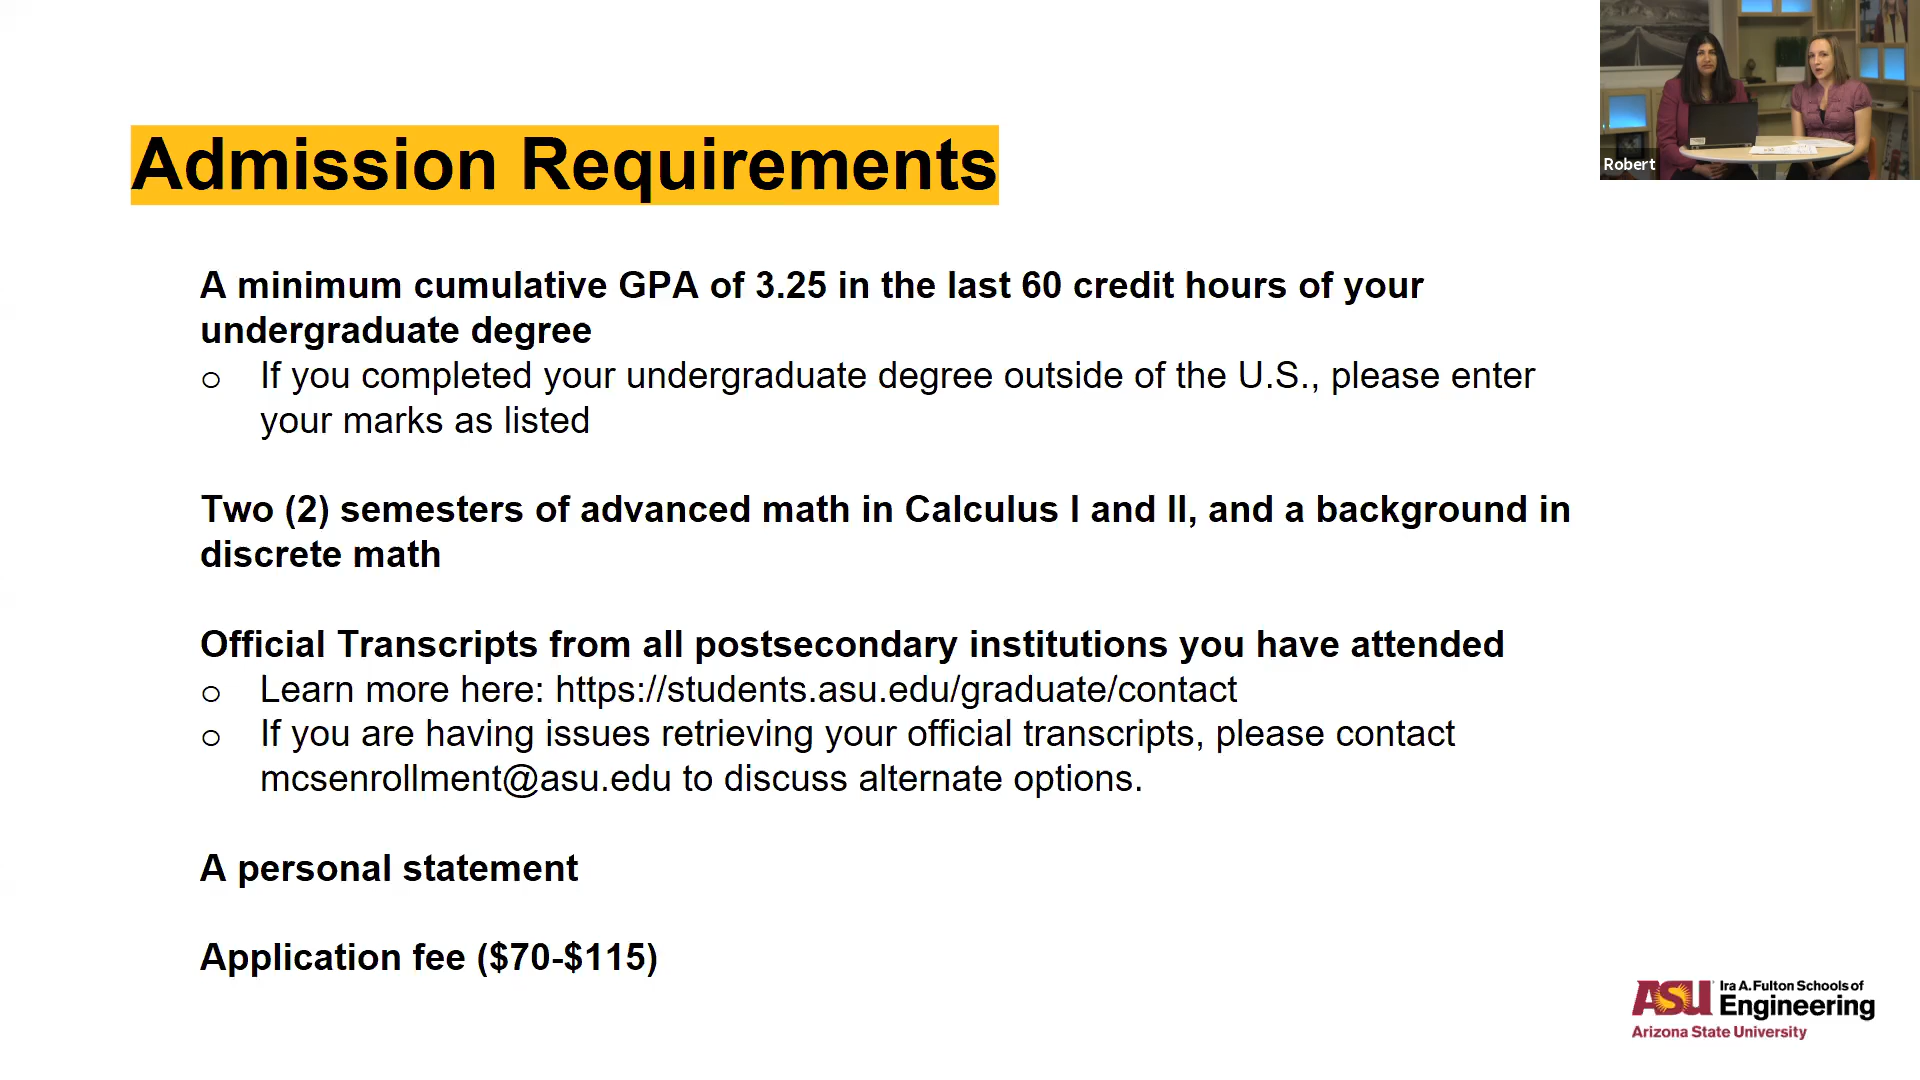 Robert
Admission Requirements
A minimum cumulative GPA of 3.25 in the last 60 credit hours of your
undergraduate degree
o If you completed your undergraduate degree outside of the U.S., please enter
your marks as listed
Two (2) semesters of advanced math in Calculus I and II, and a background in
discrete math
Official Transcripts from all postsecondary institutions you have attended
o Learn more here: https://students.asu.edu/graduate/contact
o If you are having issues retrieving your official transcripts, please contact
mcsenrollment@asu.edu to discuss alternate options.
A personal statement
Application fee ($70-$115)
ASU Ira A. Fulton Schools of
Engineering
Arizona State University